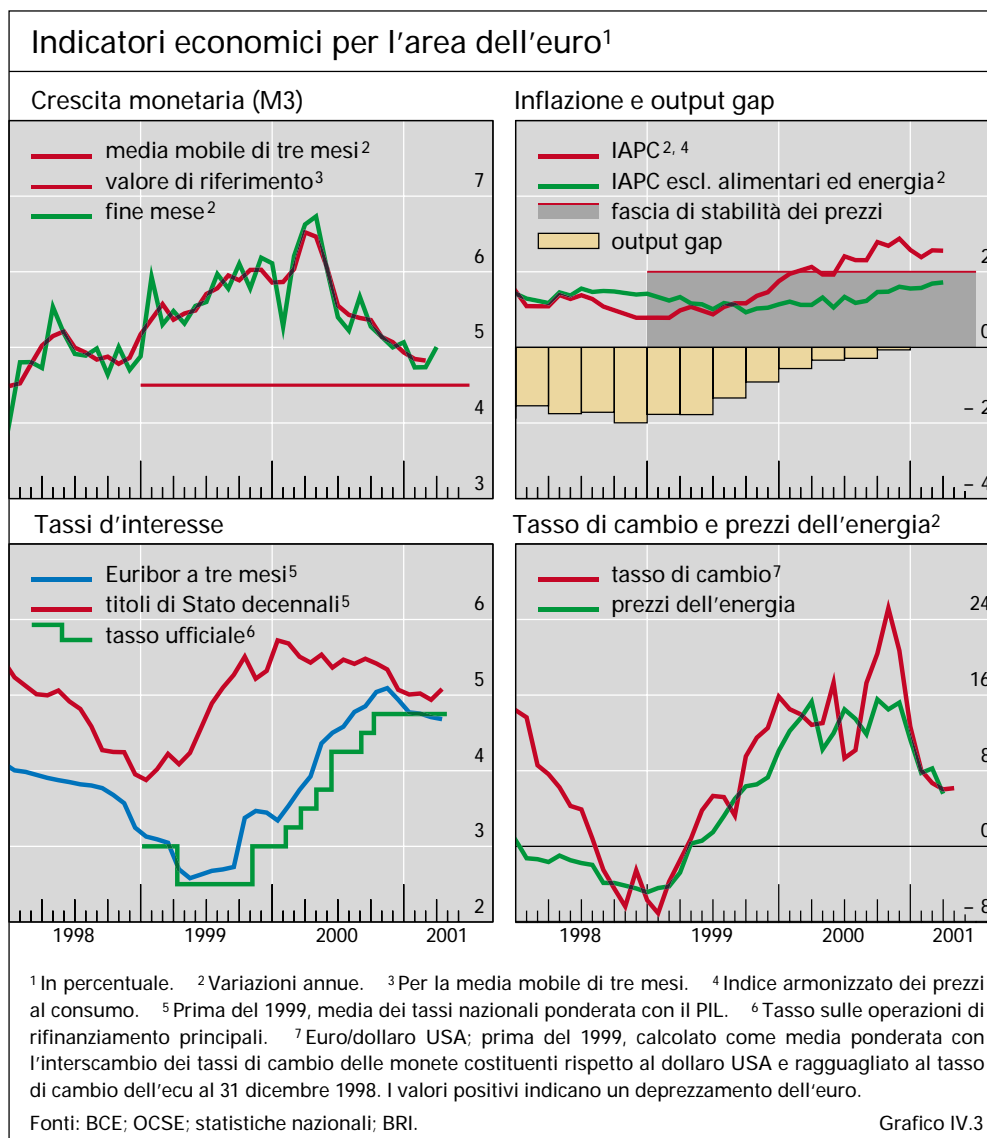 Indicatori economici per l'area dell'euro¹
Crescita monetaria (M3)
media mobile di tre mesi²
valore di riferimento³
fine mese²
7
6
5
4
3
Inflazione e output gap
IAPC²,⁴
IAPC escl. alimentari ed energia²
fascia di stabilità dei prezzi
output gap
2
0
– 2
– 4
Tassi d'interesse
Euribor a tre mesi⁵
titoli di Stato decennali⁵
tasso ufficiale⁶
6
5
4
3
2
1998 1999 2000 2001
Tasso di cambio e prezzi dell'energia²
tasso di cambio⁷
prezzi dell'energia
24
16
8
0
– 8
1998 1999 2000 2001
¹ In percentuale. ² Variazioni annue. ³ Per la media mobile di tre mesi. ⁴ Indice armonizzato dei prezzi
al consumo. ⁵ Prima del 1999, media dei tassi nazionali ponderata con il PIL. ⁶ Tasso sulle operazioni di
rifinanziamento principali. ⁷ Euro/dollaro USA; prima del 1999, calcolato come media ponderata con
l'interscambio dei tassi di cambio delle monete costituenti rispetto al dollaro USA e ragguagliato al tasso
di cambio dell'ecu al 31 dicembre 1998. I valori positivi indicano un deprezzamento dell'euro.
Fonti: BCE; OCSE; statistiche nazionali; BRI. Grafico IV.3